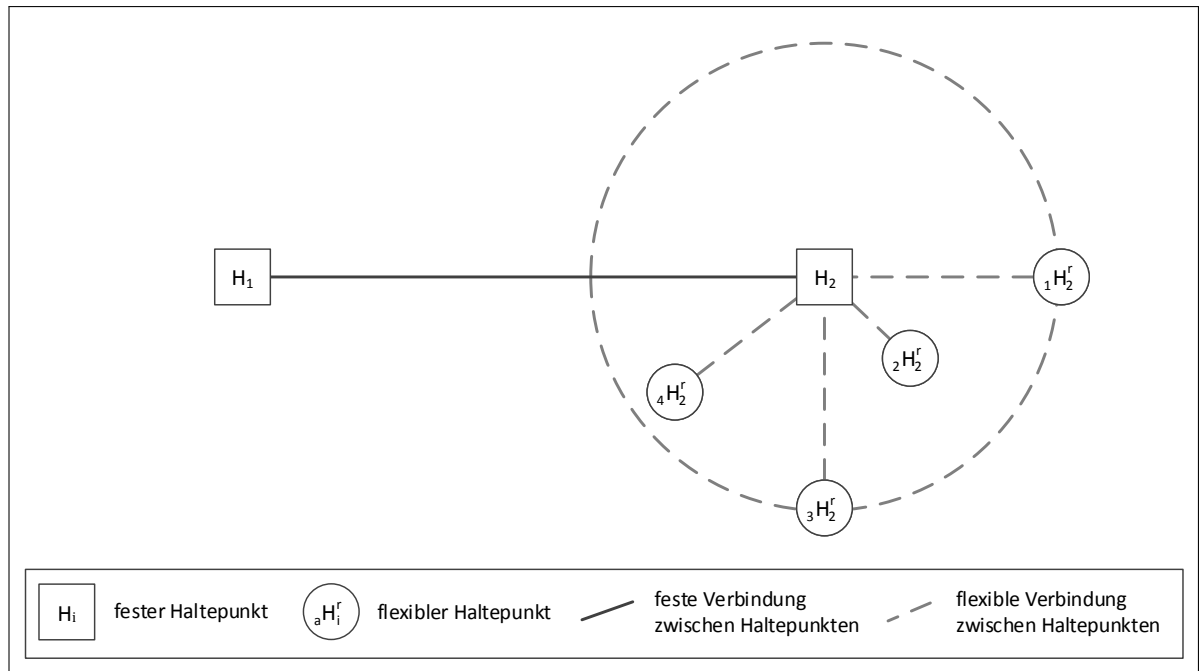 H₁
H₂
₁H₂ʳ
₂H₂ʳ
₄H₂ʳ
₃H₂ʳ
Hᵢ
fester Haltepunkt
ₐHᵢʳ
flexibler Haltepunkt
feste Verbindung
zwischen Haltepunkten
flexible Verbindung
zwischen Haltepunkten